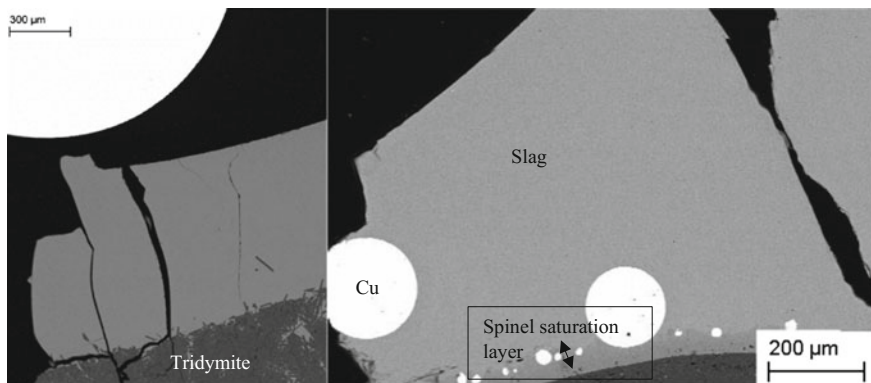 300 µm
Tridymite
Slag
Cu
Spinel saturation
layer
200 µm